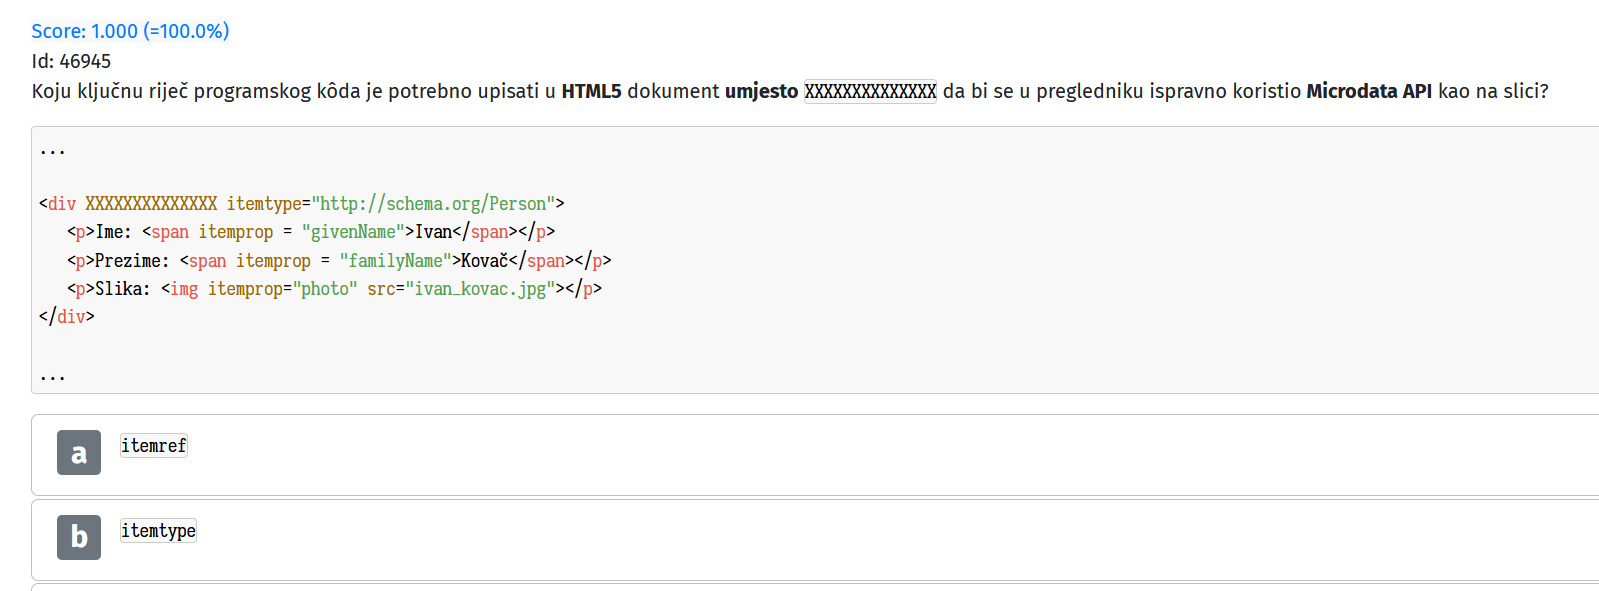 Score: 1.000 (=100.0%)
Id: 46945
Koju ključnu riječ programskog kôda je potrebno upisati u HTML5 dokument umjesto XXXXXXXXXXXXXX da bi se u pregledniku ispravno koristio Microdata API kao na slici?
...
<div XXXXXXXXXXXXXX itemtype="http://schema.org/Person">
<p>Ime: <span itemprop = "givenName">Ivan</span></p>
<p>Prezime: <span itemprop = "familyName">Kovač</span></p>
<p>Slika: <img itemprop="photo" src="ivan_kovac.jpg"></p>
</div>
...
a itemref
b itemtype